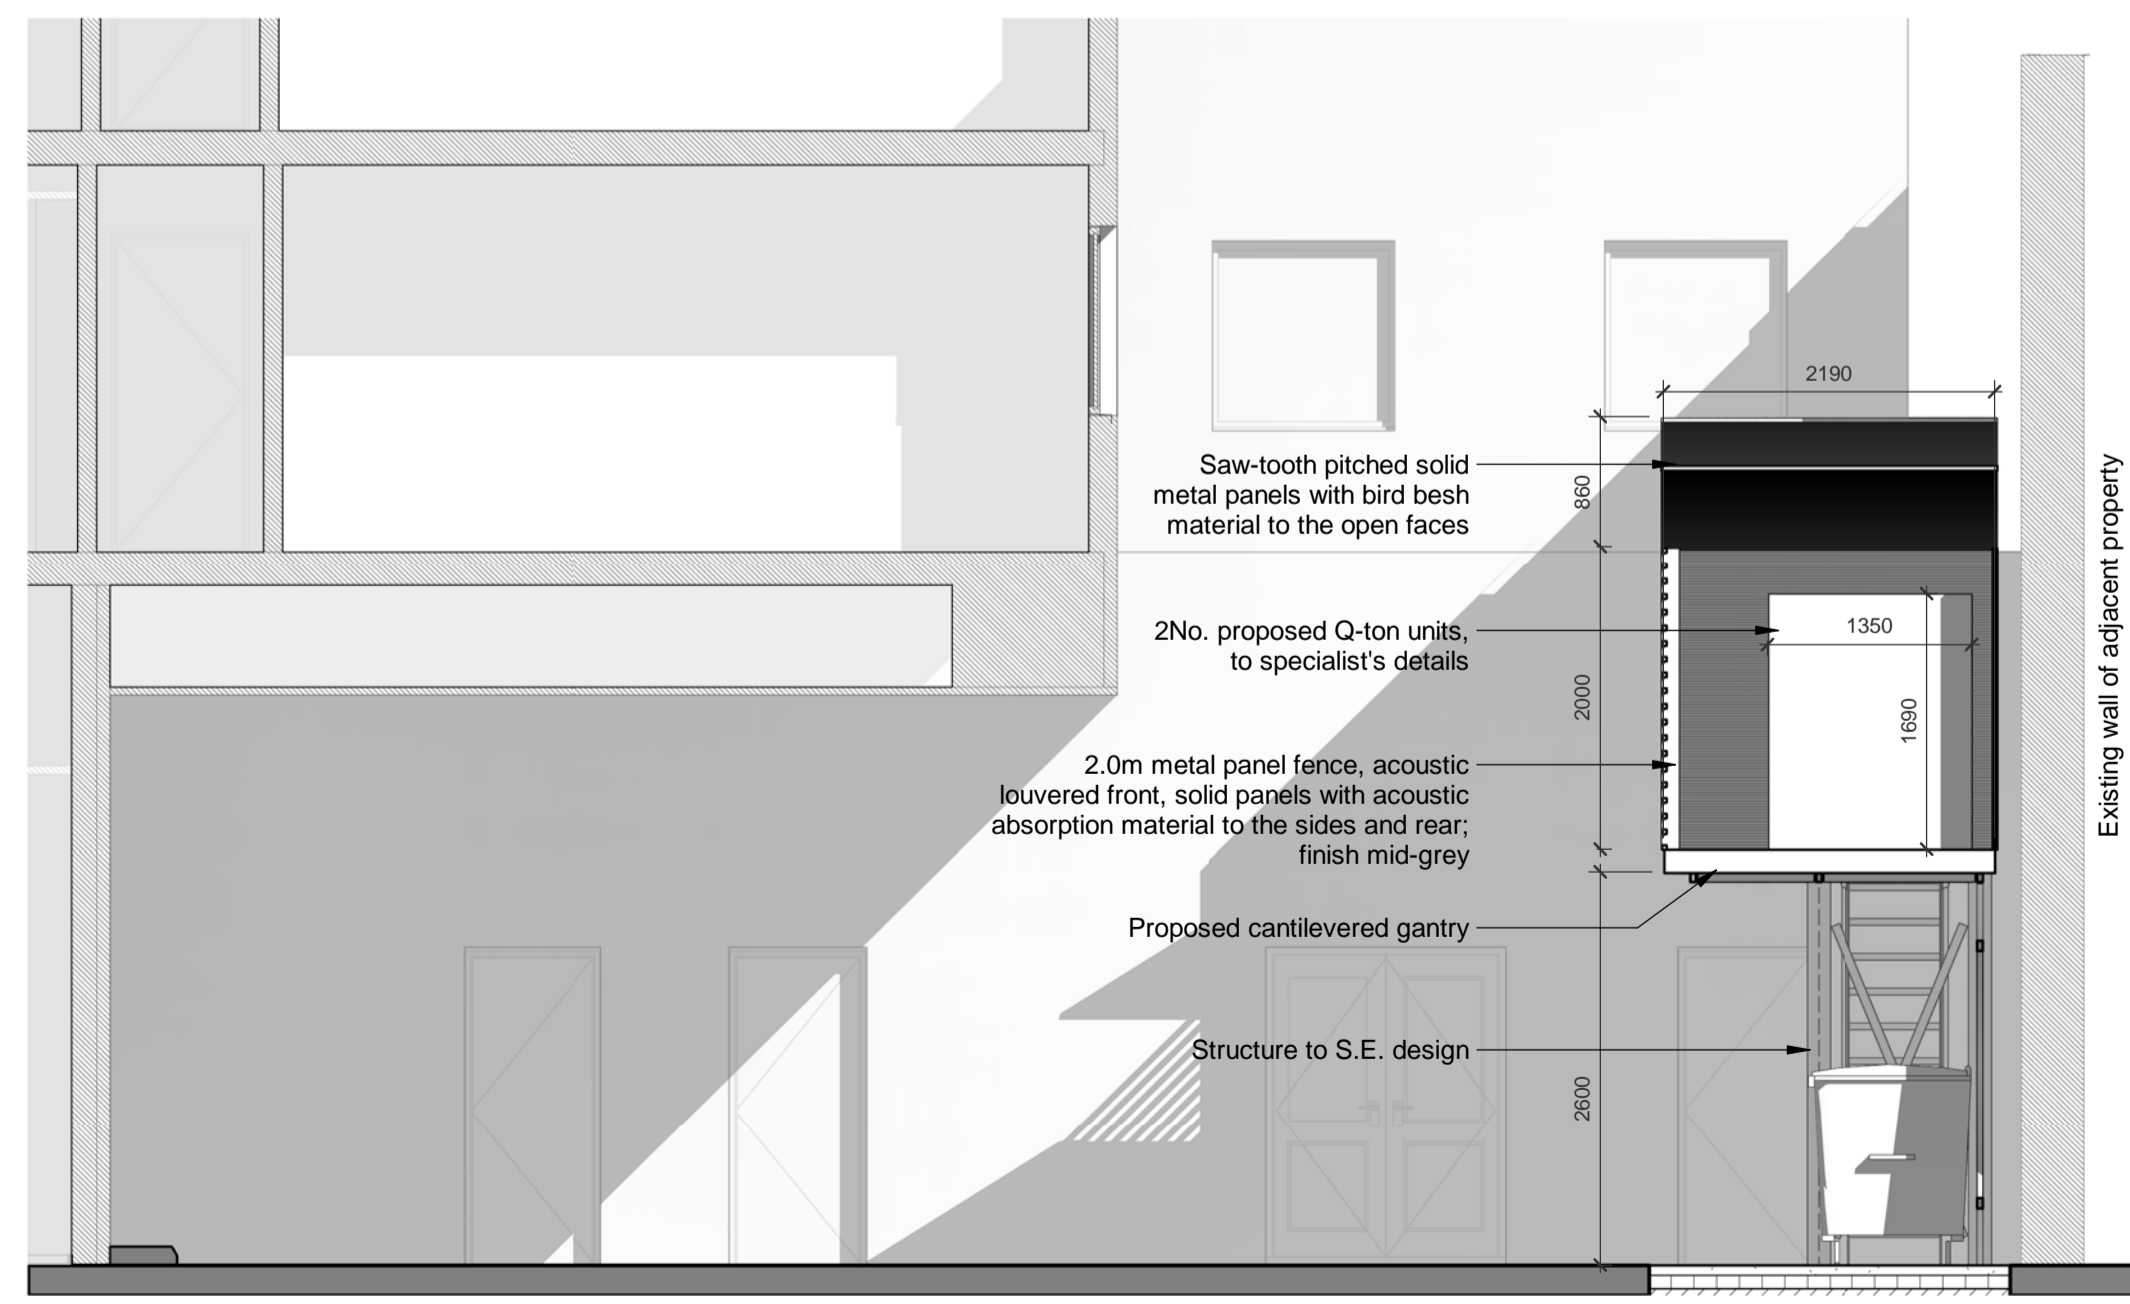 2190
Saw-tooth pitched solid
metal panels with bird besh
material to the open faces
860
2No. proposed Q-ton units,
to specialist's details
1350
2000
1690
2.0m metal panel fence, acoustic
louvered front, solid panels with acoustic
absorption material to the sides and rear;
finish mid-grey
Proposed cantilevered gantry
Structure to S.E. design
2600
Existing wall of adjacent property